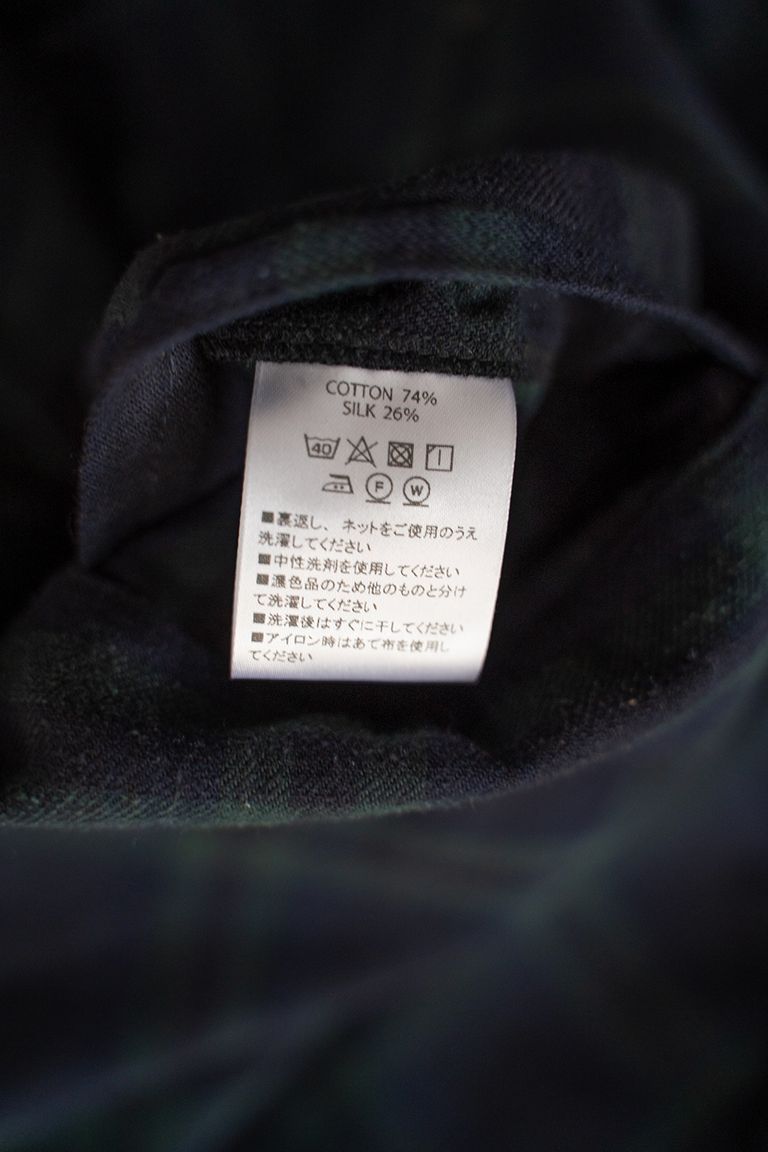 COTTON 74%
SILK 26%
40
F W
■裏返し、ネットをご使用のうえ
洗濯してください
■中性洗剤を使用してください
■濃色品のため他のものと分け
て洗濯してください
■洗濯後はすぐに干してください
■アイロン時はあて布を使用し
てください